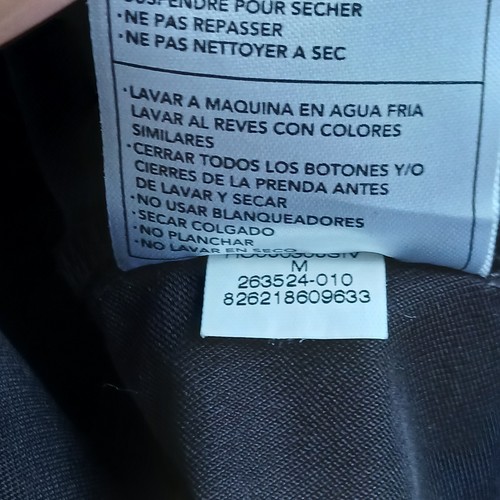 SUSPENDRE POUR SECHER
·NE PAS REPASSER
·NE PAS NETTOYER A SEC
·LAVAR A MAQUINA EN AGUA FRIA
LAVAR AL REVES CON COLORES
SIMILARES
·CERRAR TODOS LOS BOTONES Y/O
CIERRES DE LA PRENDA ANTES
DE LAVAR Y SECAR
·NO USAR BLANQUEADORES
·SECAR COLGADO
·NO PLANCHAR
·NO LAVAR EN SECO
M
263524-010
826218609633